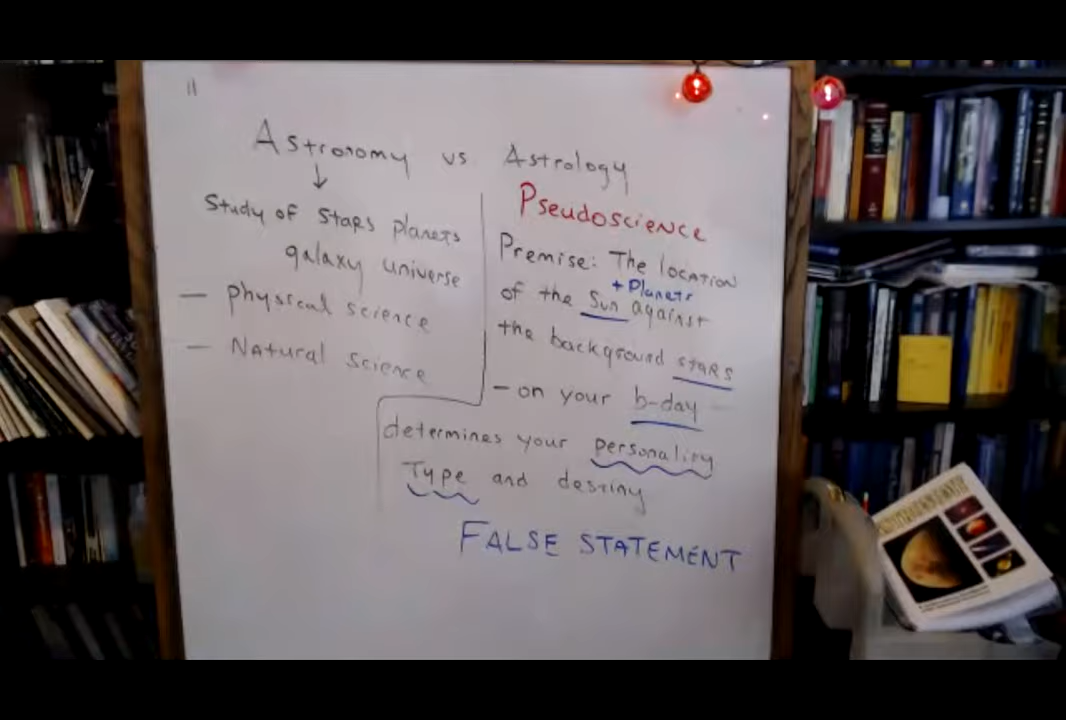 11
Astronomy vs Astrology
↓
Study of Stars planets
galaxy universe
— Physical science
— Natural Science
Pseudoscience
Premise: The location
+ Planets
of the Sun against
the background stars
– on your b-day
determines your personality
Type and destiny
FALSE STATEMENT
ASTRONOMY